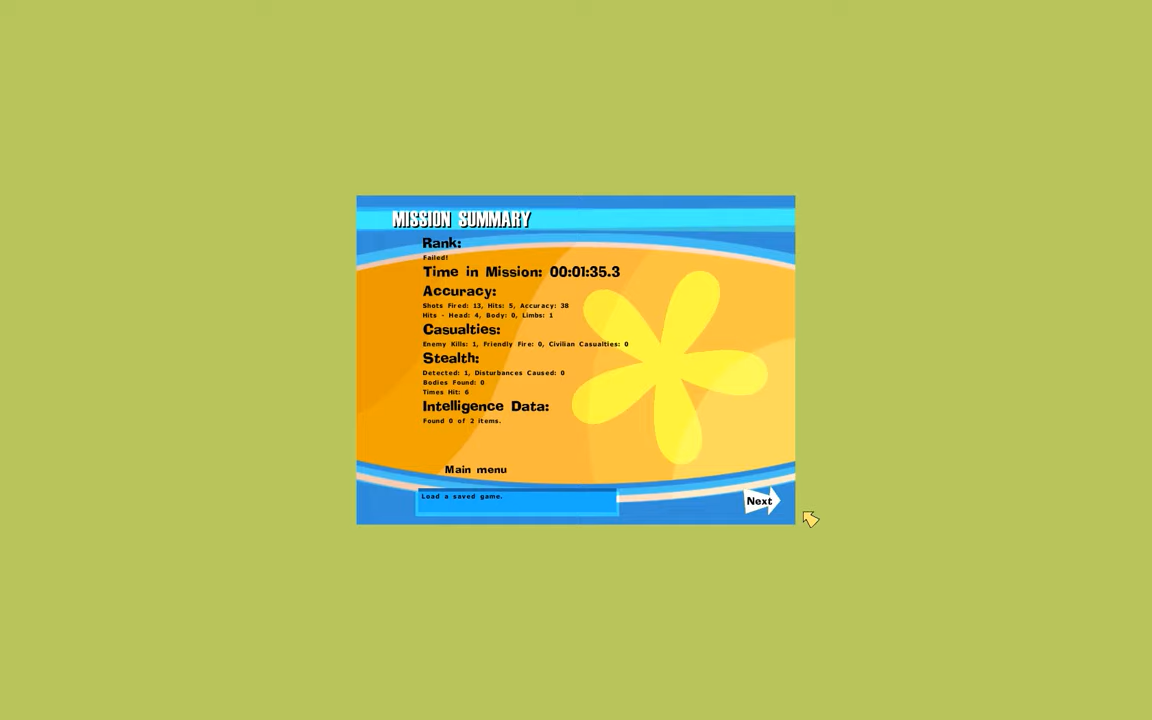 MISSION SUMMARY
Rank:
Failed!
Time in Mission: 00:01:35.3
Accuracy:
Shots Fired: 13, Hits: 5, Accuracy: 38
Hits - Head: 4, Body: 0, Limbs: 1
Casualties:
Enemy Kills: 1, Friendly Fire: 0, Civilian Casualties: 0
Stealth:
Detected: 1, Disturbances Caused: 0
Bodies Found: 0
Times Hit: 6
Intelligence Data:
Found 0 of 2 items.
Main menu
Load a saved game.
Next